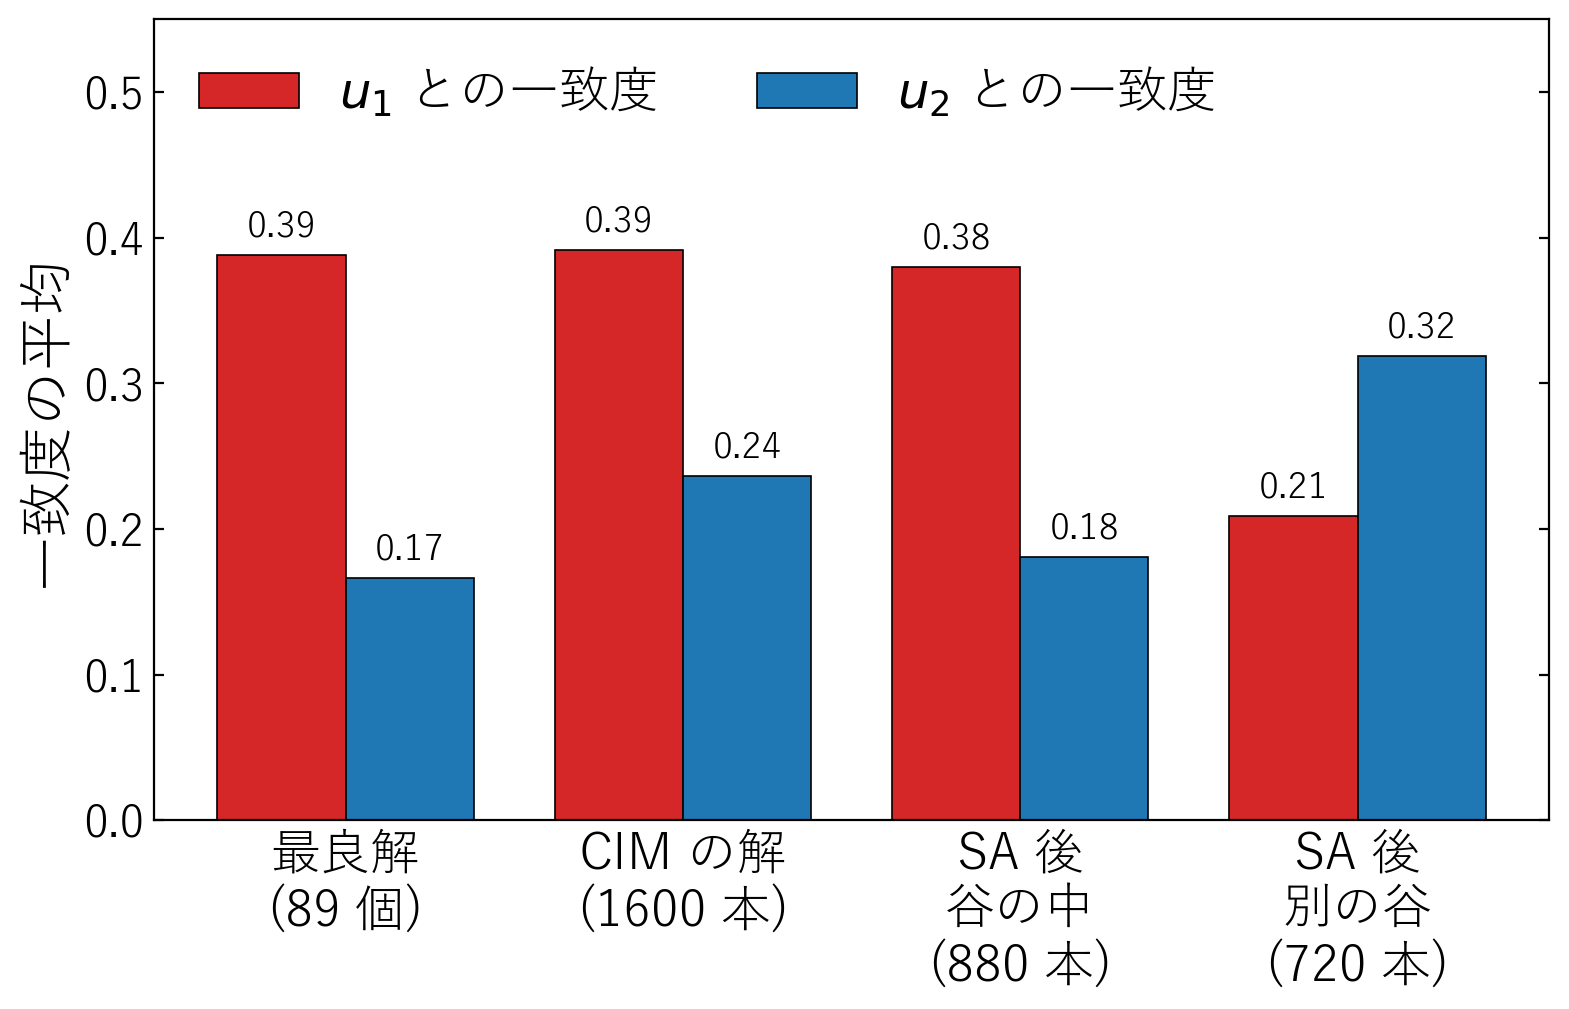 u1 との一致度
u2 との一致度
一致度の平均
0.5
0.4
0.3
0.2
0.1
0.0
0.39
0.17
0.39
0.24
0.38
0.18
0.21
0.32
最良解
(89 個)
CIM の解
(1600 本)
SA 後
谷の中
(880 本)
SA 後
別の谷
(720 本)